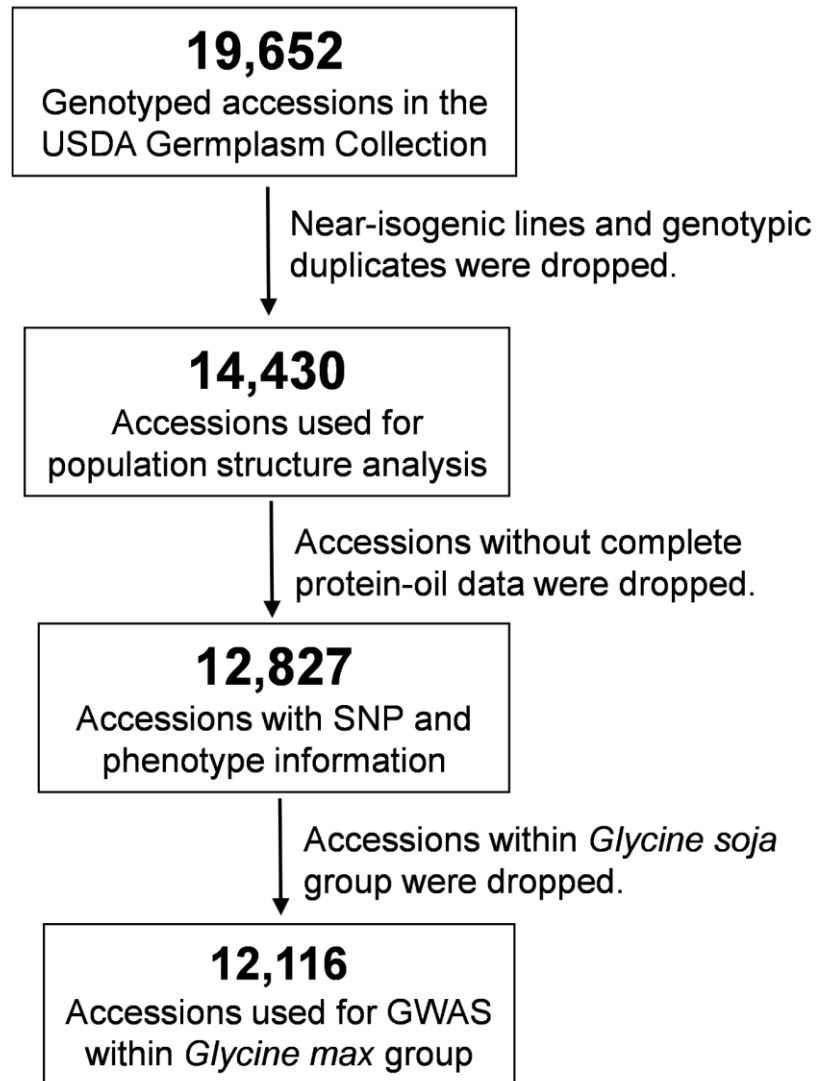 19,652
Genotyped accessions in the
USDA Germplasm Collection
Near-isogenic lines and genotypic
duplicates were dropped.
14,430
Accessions used for
population structure analysis
Accessions without complete
protein-oil data were dropped.
12,827
Accessions with SNP and
phenotype information
Accessions within Glycine soja
group were dropped.
12,116
Accessions used for GWAS
within Glycine max group